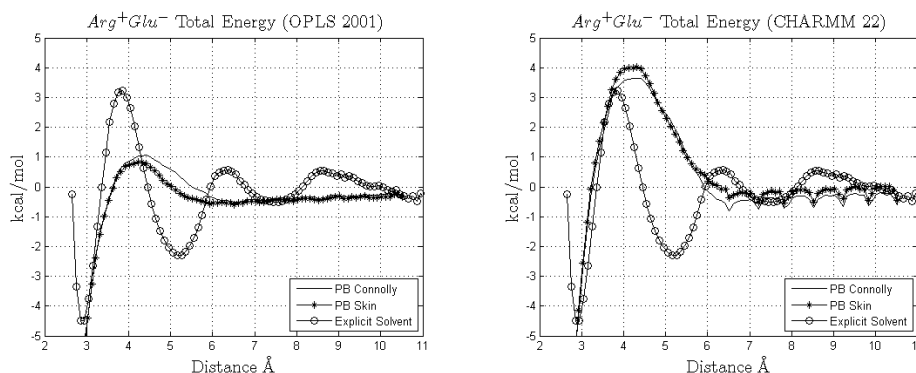 Arg⁺Glu⁻ Total Energy (OPLS 2001)
5
4
3
2
1
0
-1
-2
-3
-4
-5
kcal/mol
PB Connolly
PB Skin
Explicit Solvent
2 3 4 5 6 7 8 9 10 11
Distance Å
Arg⁺Glu⁻ Total Energy (CHARMM 22)
5
4
3
2
1
0
-1
-2
-3
-4
-5
kcal/mol
PB Connolly
PB Skin
Explicit Solvent
2 3 4 5 6 7 8 9 10 11
Distance Å